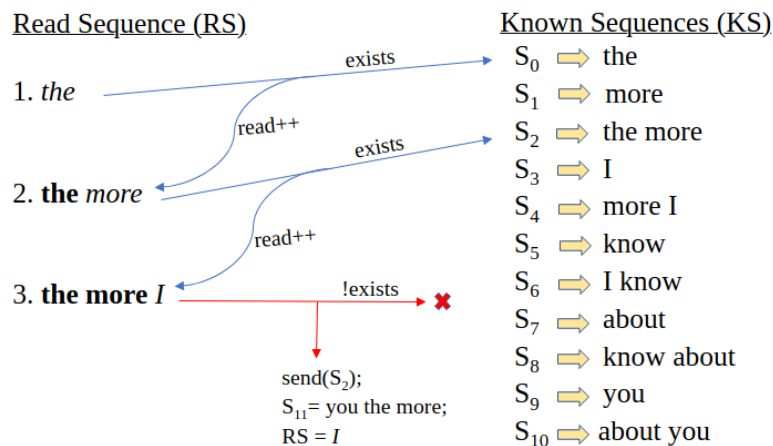 Read Sequence (RS)
1. the
2. the more
3. the more I
exists
read++
exists
read++
!exists
send(S2);
S11= you the more;
RS = I
Known Sequences (KS)
S0 the
S1 more
S2 the more
S3 I
S4 more I
S5 know
S6 I know
S7 about
S8 know about
S9 you
S10 about you